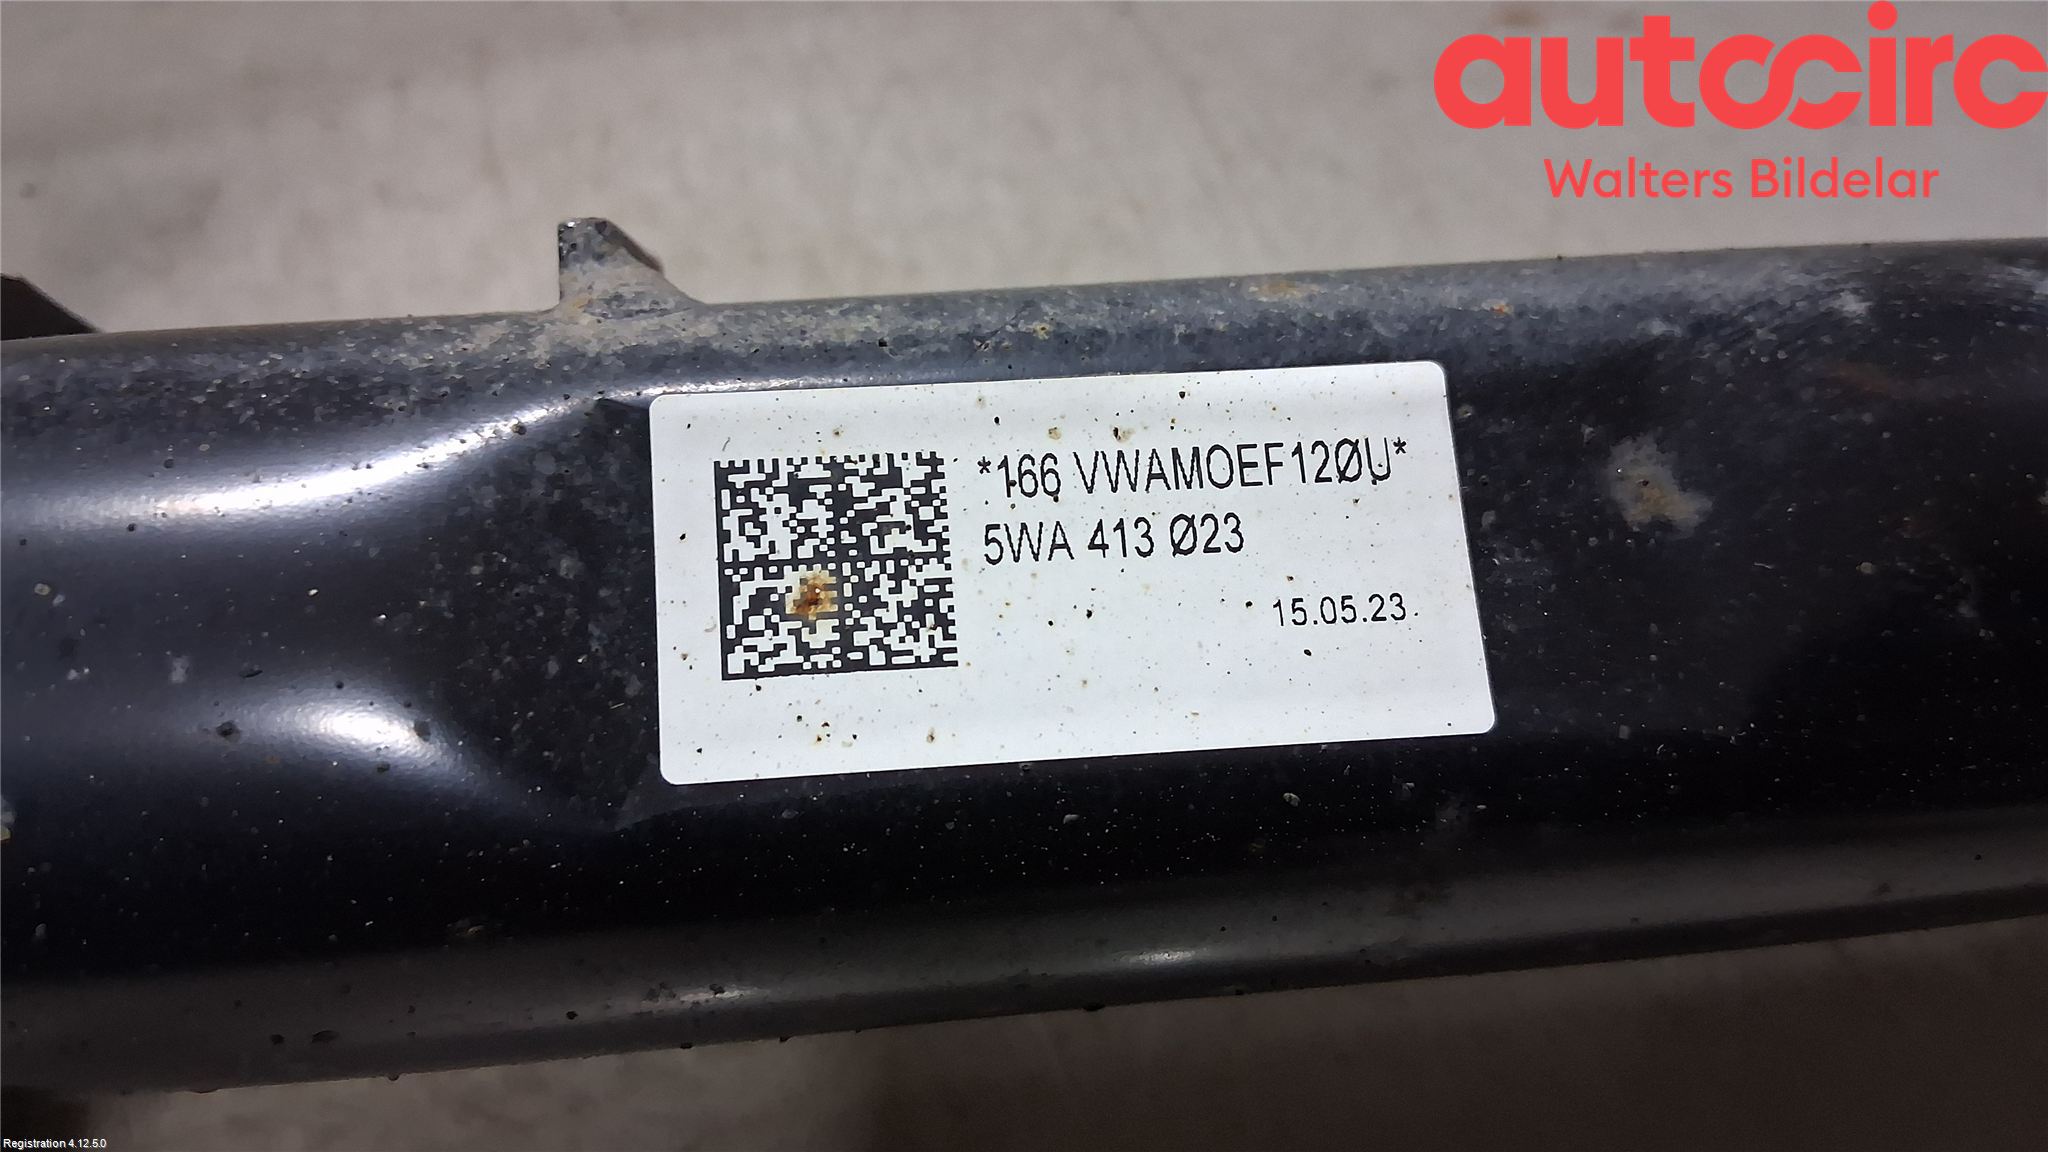 autocirc
Walters Bildelar
*166 VWAMOEF12ØU*
5WA 413 Ø23
15.05.23
Registration 4.12.5.0